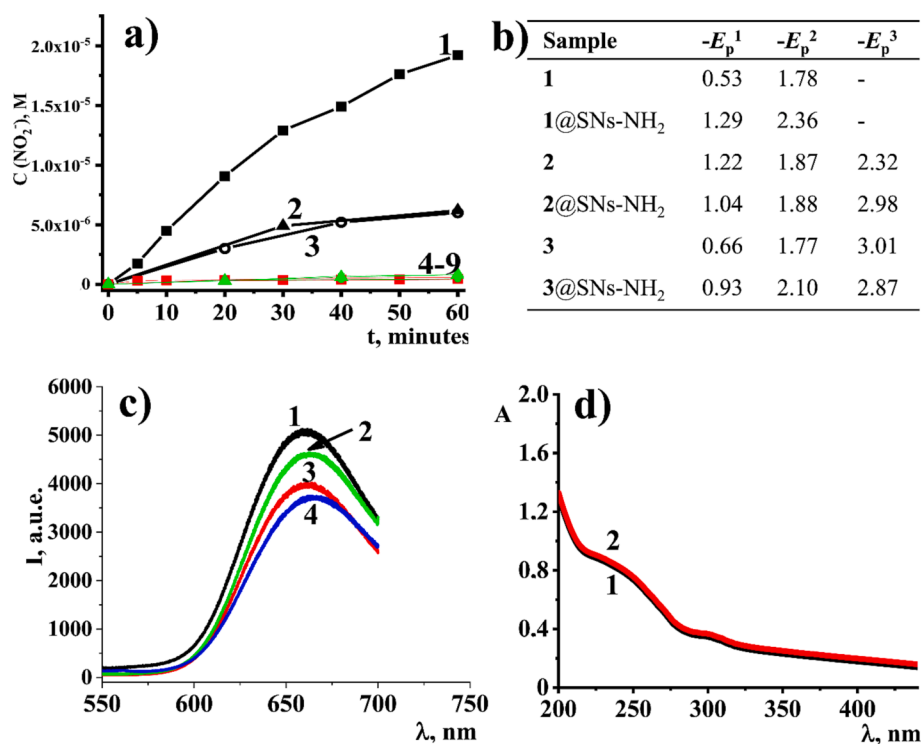 a)
C (NO₂⁻), M
2.0x10⁻⁵
1.5x10⁻⁵
1.0x10⁻⁵
5.0x10⁻⁶
0
1
2
3
4-9
0 10 20 30 40 50 60
t, minutes
b)
Sample -Eₚ¹ -Eₚ² -Eₚ³
1 0.53 1.78 -
1@SNs-NH₂ 1.29 2.36 -
2 1.22 1.87 2.32
2@SNs-NH₂ 1.04 1.88 2.98
3 0.66 1.77 3.01
3@SNs-NH₂ 0.93 2.10 2.87
c)
I, a.u.e.
6000
5000
4000
3000
2000
1000
0
1
2
3
4
550 600 650 700 750
λ, nm
d)
A
2.0
1.6
1.2
0.8
0.4
0
2
1
200 250 300 350 400
λ, nm